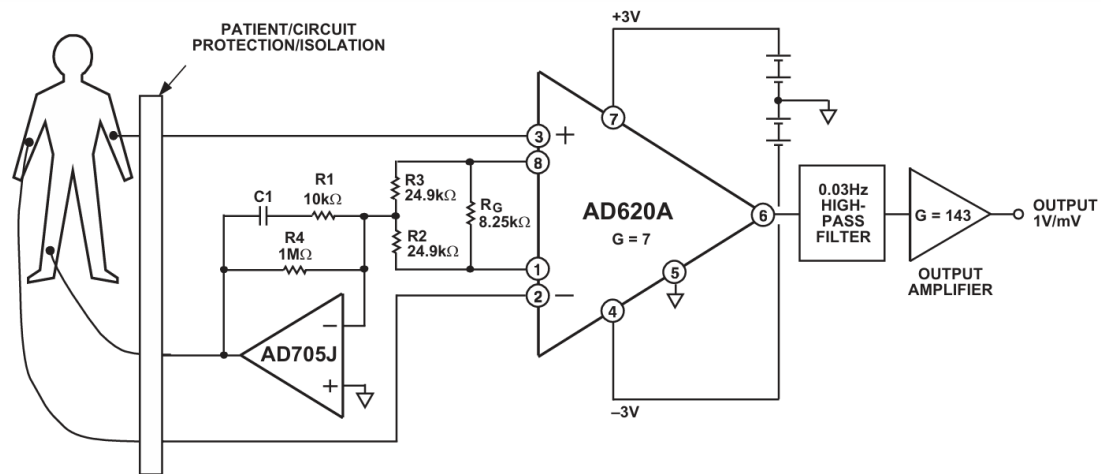 PATIENT/CIRCUIT
PROTECTION/ISOLATION
+3V
3
+
8
7
C1
R1
10kΩ
R3
24.9kΩ
RG
8.25kΩ
R4
1MΩ
R2
24.9kΩ
AD620A
G = 7
6
0.03Hz
HIGH-
PASS
FILTER
G = 143
OUTPUT
1V/mV
OUTPUT
AMPLIFIER
1
2
–
5
4
–
AD705J
+
–3V